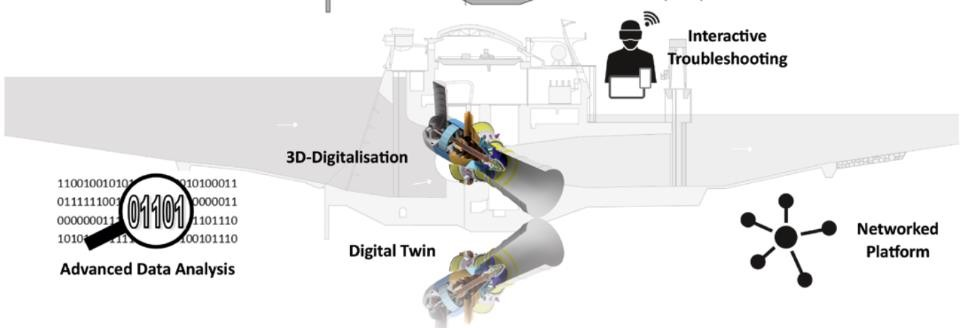 Interactive
Troubleshooting
3D-Digitalisation
01101
Advanced Data Analysis
Digital Twin
Networked
Platform